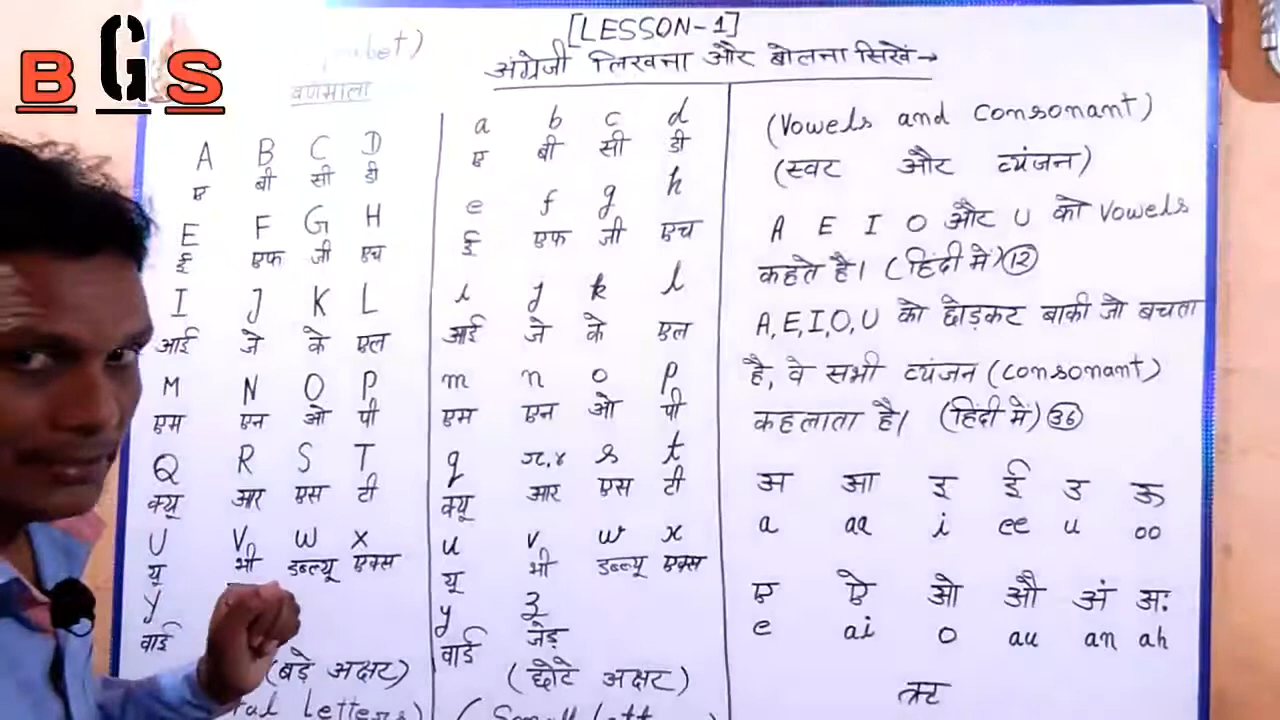 BGS
[LESSON-1]
अंग्रेजी लिखना और बोलना सिखें→
वणमाला
A B C D
ए बी सी डी
E F G H
ई एफ जी एच
I J K L
आई जे के एल
M N O P
एम एन ओ पी
Q R S T
क्यू आर एस टी
U V W X
यू भी डब्ल्यू एक्स
y
वाई
(बड़े अक्षर)
Letters)
a b c d
ए बी सी डी
e f g h
ई एफ जी एच
i j k l
आई जे के एल
m n o p
एम एन ओ पी
q r,r s t
क्यू आर एस टी
u v w x
यू भी डब्ल्यू एक्स
y z
वाई जेड़
(छोटे अक्षर)
(Vowels and Consonant)
(स्वर और व्यंजन)
A E I O और U को Vowels
कहते है। (हिंदी में) 12
A,E,I,O,U को छोड़कर बाकी जो बचता
है, वे सभी व्यंजन (Consonant)
कहलाता है। (हिंदी में) 36
अ आ इ ई उ ऊ
a aa i ee u oo
ए ऐ ओ औ अं अः
e ai o au an ah